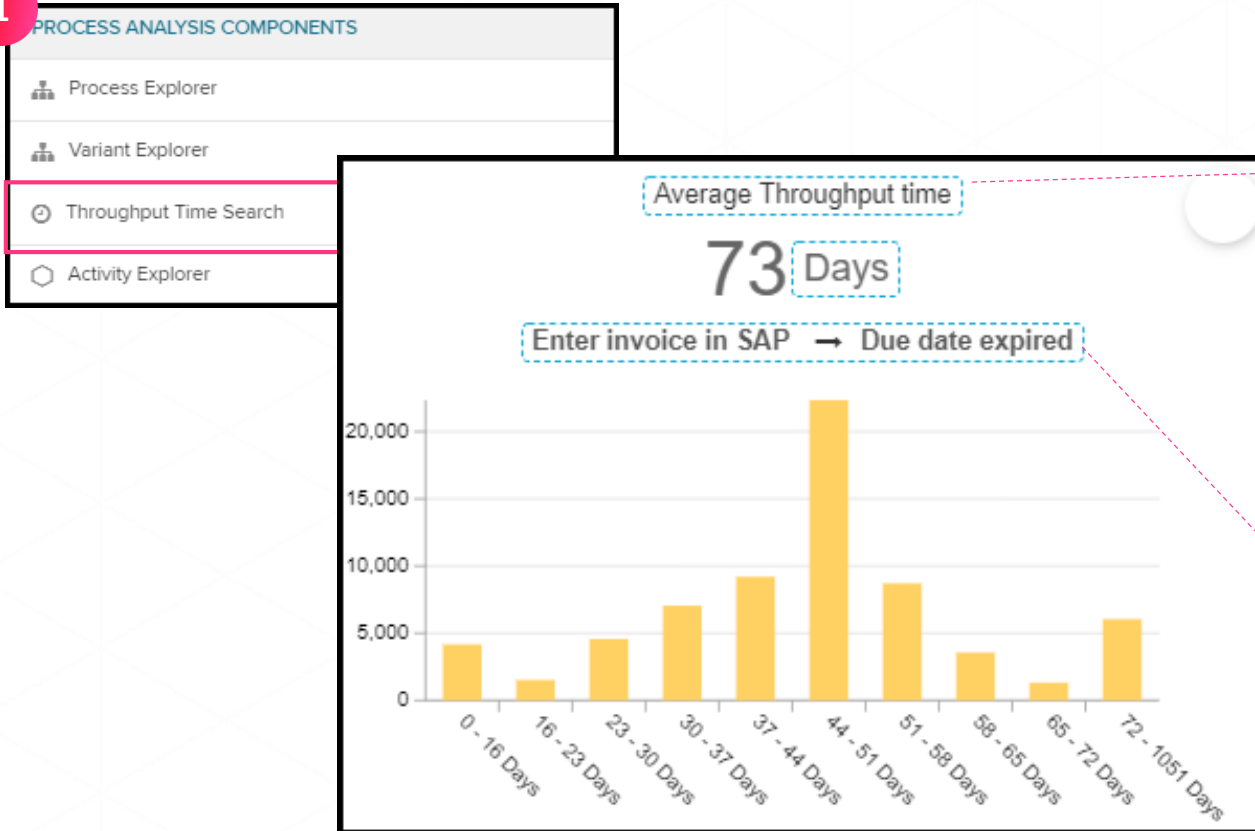 1
PROCESS ANALYSIS COMPONENTS
Process Explorer
Variant Explorer
Throughput Time Search
Activity Explorer
Average Throughput time
73 Days
Enter invoice in SAP → Due date expired
20,000
15,000
10,000
5,000
0
0 - 16 Days
16 - 23 Days
23 - 30 Days
30 - 37 Days
37 - 44 Days
44 - 51 Days
51 - 58 Days
58 - 65 Days
65 - 72 Days
72 - 1051 Days